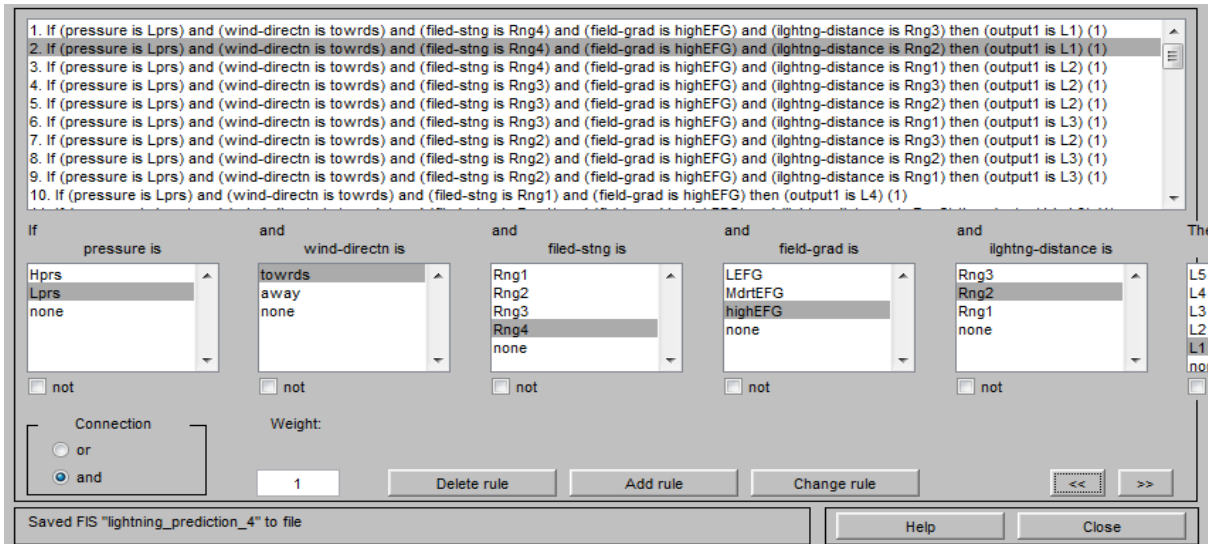 1. If (pressure is Lprs) and (wind-directn is towrds) and (filed-stng is Rng4) and (field-grad is highEFG) and (ilghtng-distance is Rng3) then (output1 is L1) (1)
2. If (pressure is Lprs) and (wind-directn is towrds) and (filed-stng is Rng4) and (field-grad is highEFG) and (ilghtng-distance is Rng2) then (output1 is L1) (1)
3. If (pressure is Lprs) and (wind-directn is towrds) and (filed-stng is Rng4) and (field-grad is highEFG) and (ilghtng-distance is Rng1) then (output1 is L2) (1)
4. If (pressure is Lprs) and (wind-directn is towrds) and (filed-stng is Rng3) and (field-grad is highEFG) and (ilghtng-distance is Rng3) then (output1 is L2) (1)
5. If (pressure is Lprs) and (wind-directn is towrds) and (filed-stng is Rng3) and (field-grad is highEFG) and (ilghtng-distance is Rng2) then (output1 is L2) (1)
6. If (pressure is Lprs) and (wind-directn is towrds) and (filed-stng is Rng3) and (field-grad is highEFG) and (ilghtng-distance is Rng1) then (output1 is L3) (1)
7. If (pressure is Lprs) and (wind-directn is towrds) and (filed-stng is Rng2) and (field-grad is highEFG) and (ilghtng-distance is Rng3) then (output1 is L2) (1)
8. If (pressure is Lprs) and (wind-directn is towrds) and (filed-stng is Rng2) and (field-grad is highEFG) and (ilghtng-distance is Rng2) then (output1 is L3) (1)
9. If (pressure is Lprs) and (wind-directn is towrds) and (filed-stng is Rng2) and (field-grad is highEFG) and (ilghtng-distance is Rng1) then (output1 is L3) (1)
10. If (pressure is Lprs) and (wind-directn is towrds) and (filed-stng is Rng1) and (field-grad is highEFG) then (output1 is L4) (1)
If
pressure is
Hprs
Lprs
none
not
and
wind-directn is
towrds
away
none
not
and
filed-stng is
Rng1
Rng2
Rng3
Rng4
none
not
and
field-grad is
LEFG
MdrtEFG
highEFG
none
not
and
ilghtng-distance is
Rng3
Rng2
Rng1
none
not
The
L5
L4
L3
L2
L1
Connection
or
and
Weight:
1
Delete rule
Add rule
Change rule
<<
>>
Saved FIS "lightning_prediction_4" to file
Help
Close